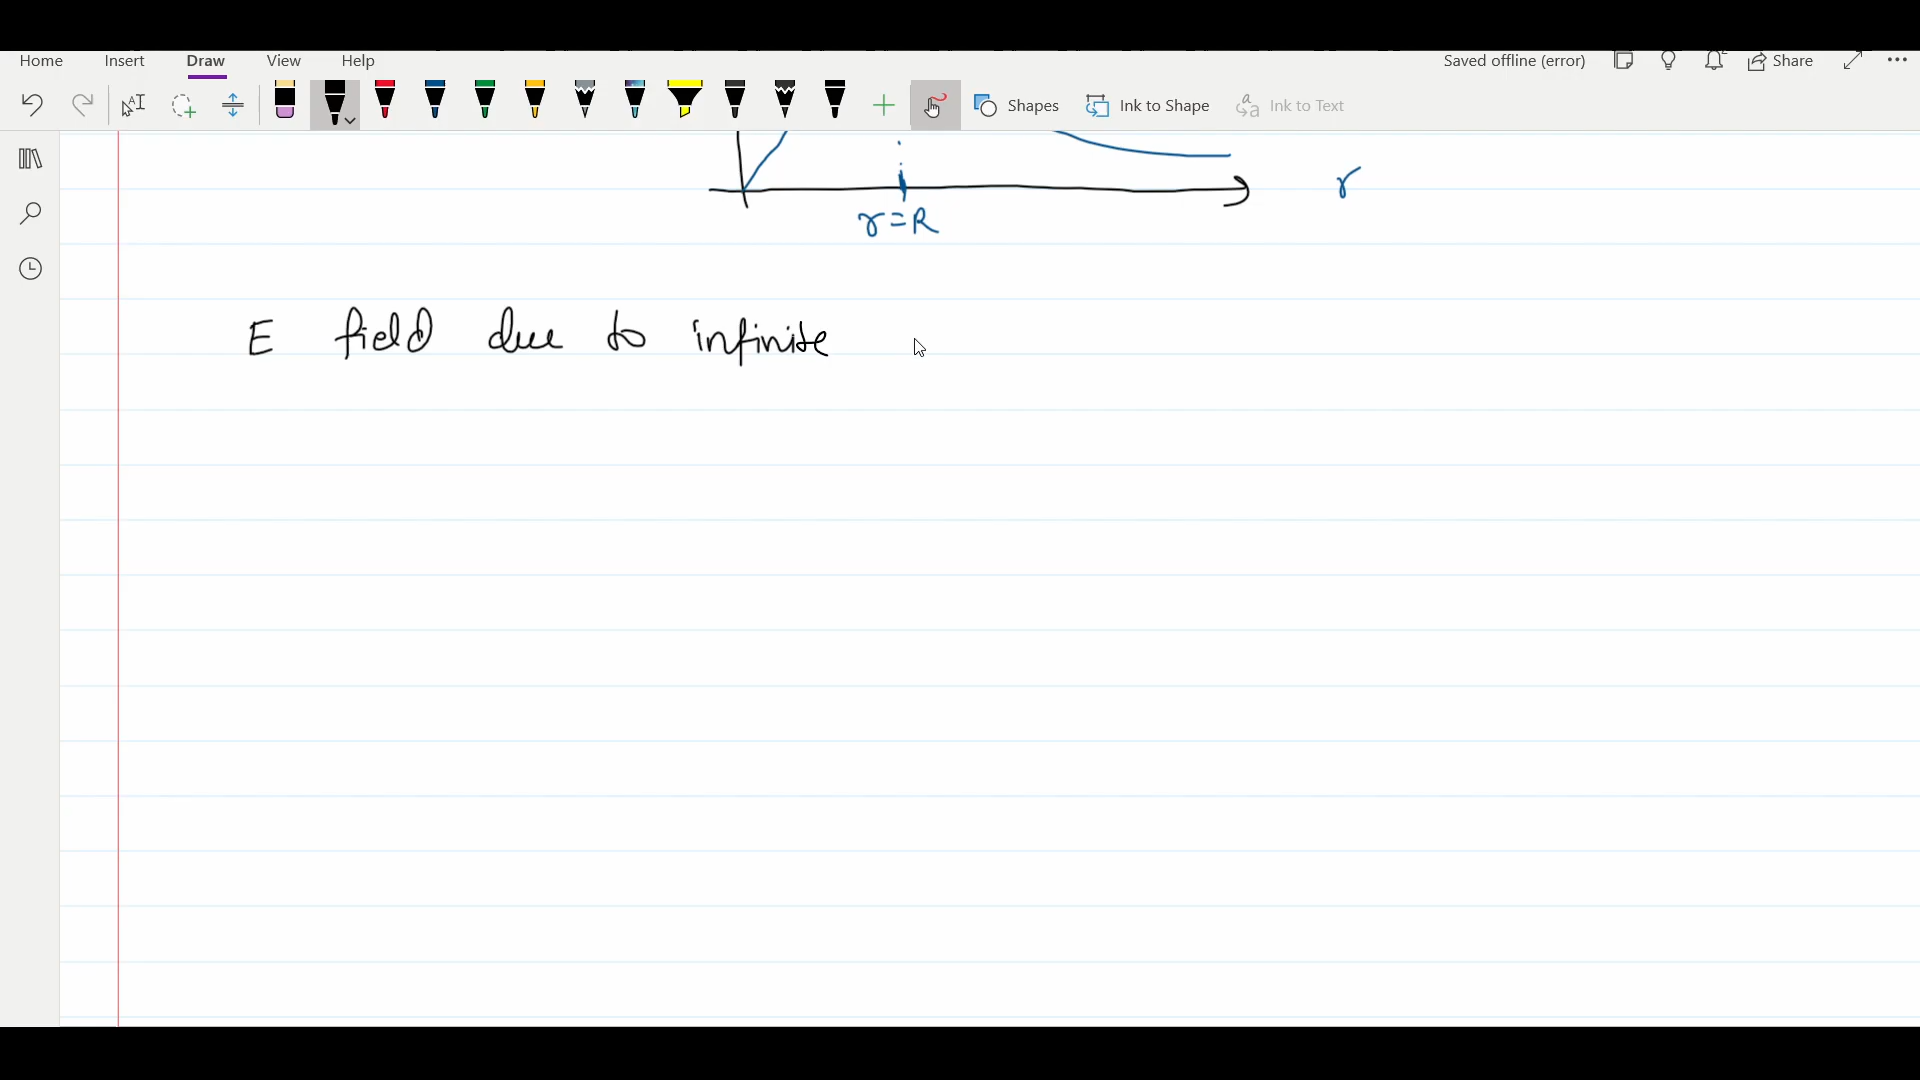 Home Insert Draw View Help Saved offline (error) Share
Shapes Ink to Shape Ink to Text
r
r=R
E field due to infinite